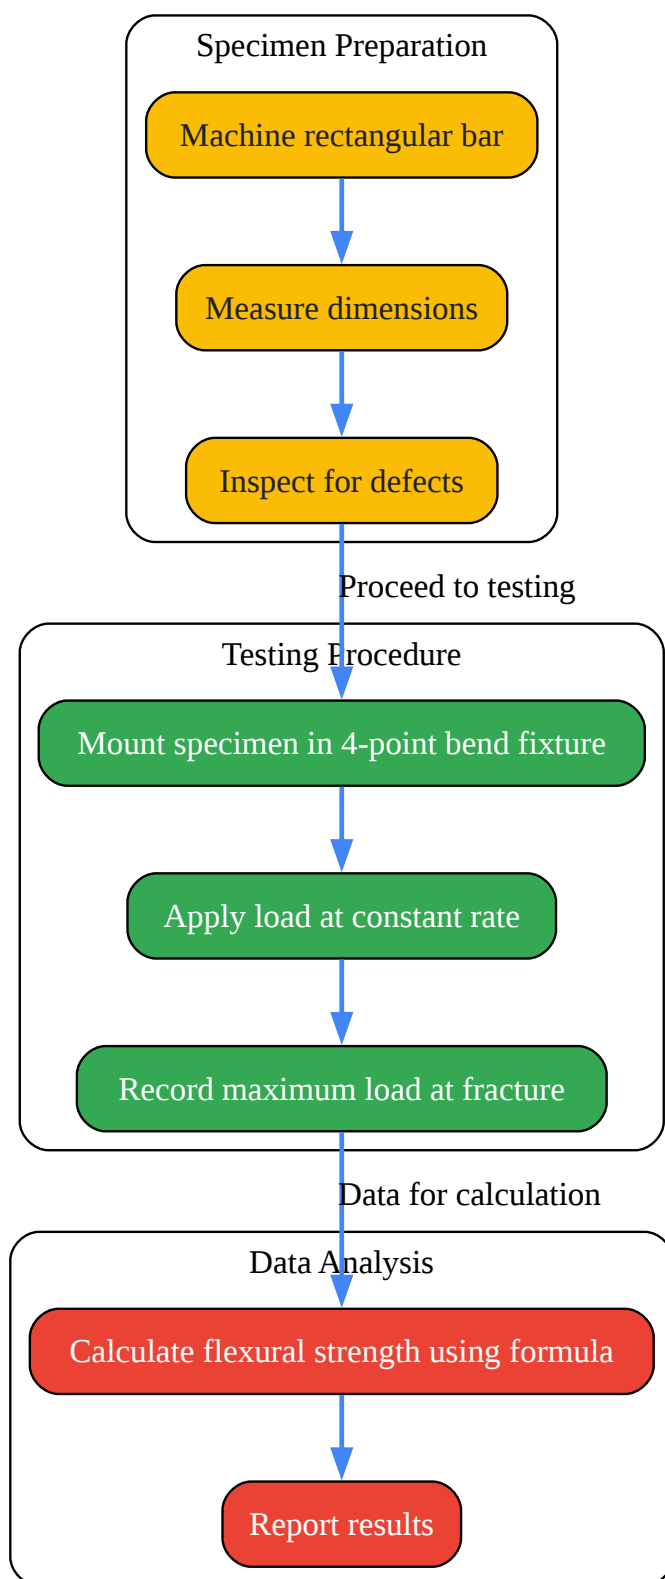 Specimen Preparation
Machine rectangular bar
Measure dimensions
Inspect for defects
Proceed to testing
Testing Procedure
Mount specimen in 4-point bend fixture
Apply load at constant rate
Record maximum load at fracture
Data for calculation
Data Analysis
Calculate flexural strength using formula
Report results